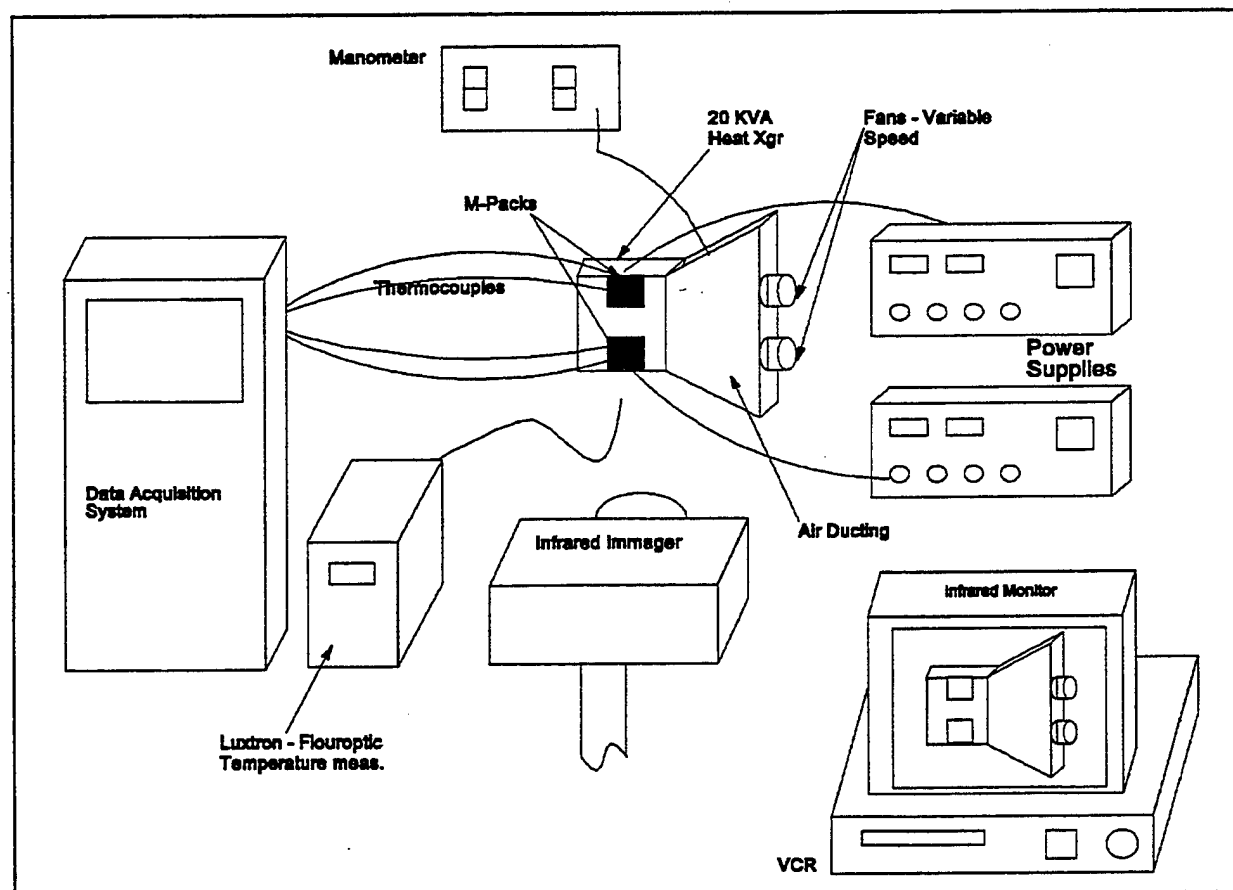 Manometer
20 KVA
Heat Xgr
Fans - Variable
Speed
M-Packs
Thermocouples
Power
Supplies
Data Acquisition
System
Infrared Immager
Air Ducting
Infrared Monitor
Luxtron - Flouroptic
Temperature meas.
VCR